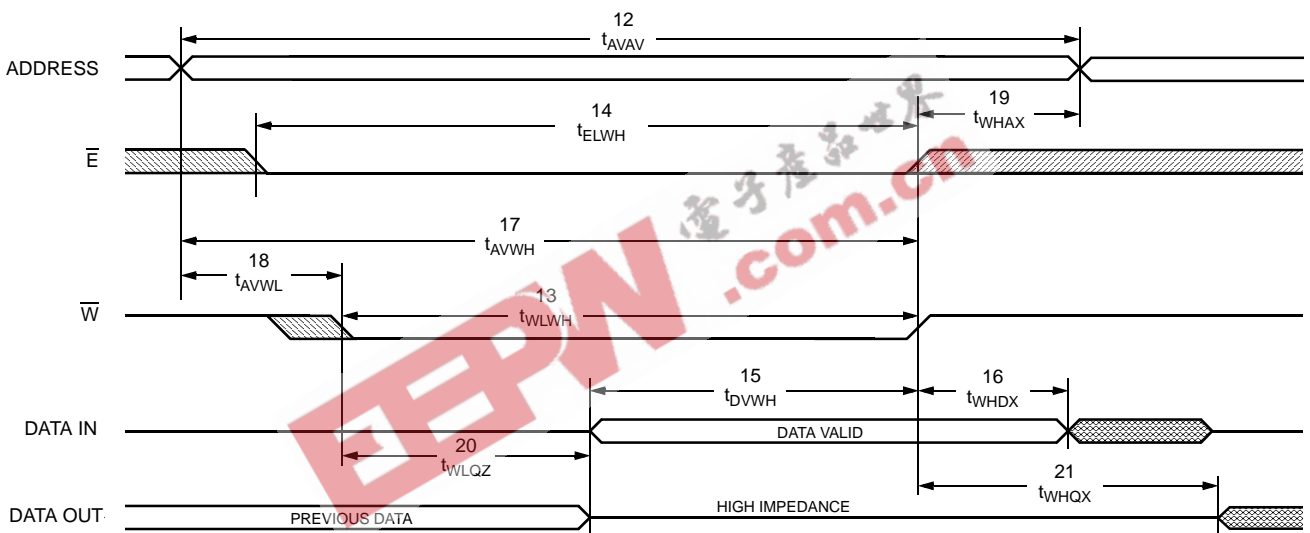 12
tAVAV
ADDRESS
14
tELWH
19
tWHAX
E
17
tAVWH
18
tAVWL
W
13
tWLWH
15
tDVWH
16
tWHDX
DATA IN
DATA VALID
20
tWLQZ
21
tWHQX
DATA OUT
PREVIOUS DATA
HIGH IMPEDANCE
EEPW
電子產品世界
.com.cn